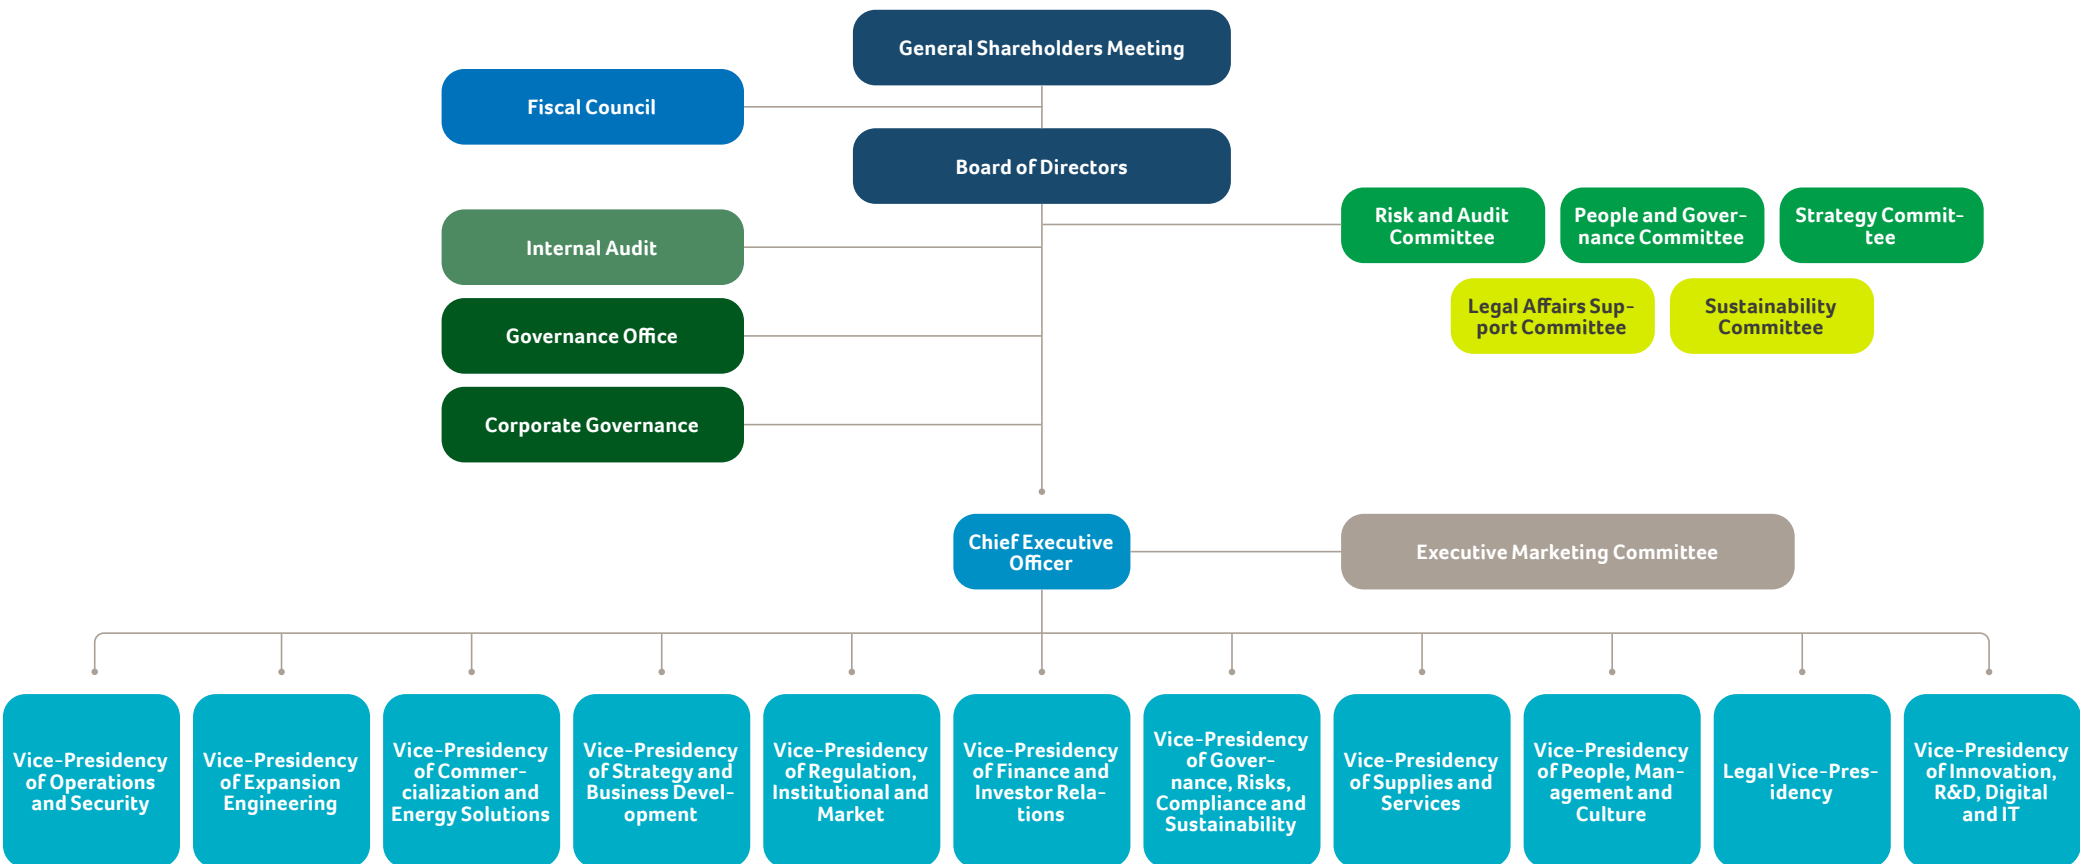 General Shareholders Meeting
Fiscal Council
Board of Directors
Risk and Audit
Committee
People and Gover-
nance Committee
Strategy Commit-
tee
Internal Audit
Legal Affairs Sup-
port Committee
Sustainability
Committee
Governance Office
Corporate Governance
Chief Executive
Officer
Executive Marketing Committee
Vice-Presidency
of Operations
and Security
Vice-Presidency
of Expansion
Engineering
Vice-Presidency
of Commer-
cialization and
Energy Solutions
Vice-Presidency
of Strategy and
Business Devel-
opment
Vice-Presidency
of Regulation,
Institutional and
Market
Vice-Presidency
of Finance and
Investor Rela-
tions
Vice-Presidency
of Gover-
nance, Risks,
Compliance and
Sustainability
Vice-Presidency
of Supplies and
Services
Vice-Presidency
of People, Man-
agement and
Culture
Legal Vice-Pres-
idency
Vice-Presidency
of Innovation,
R&D, Digital
and IT